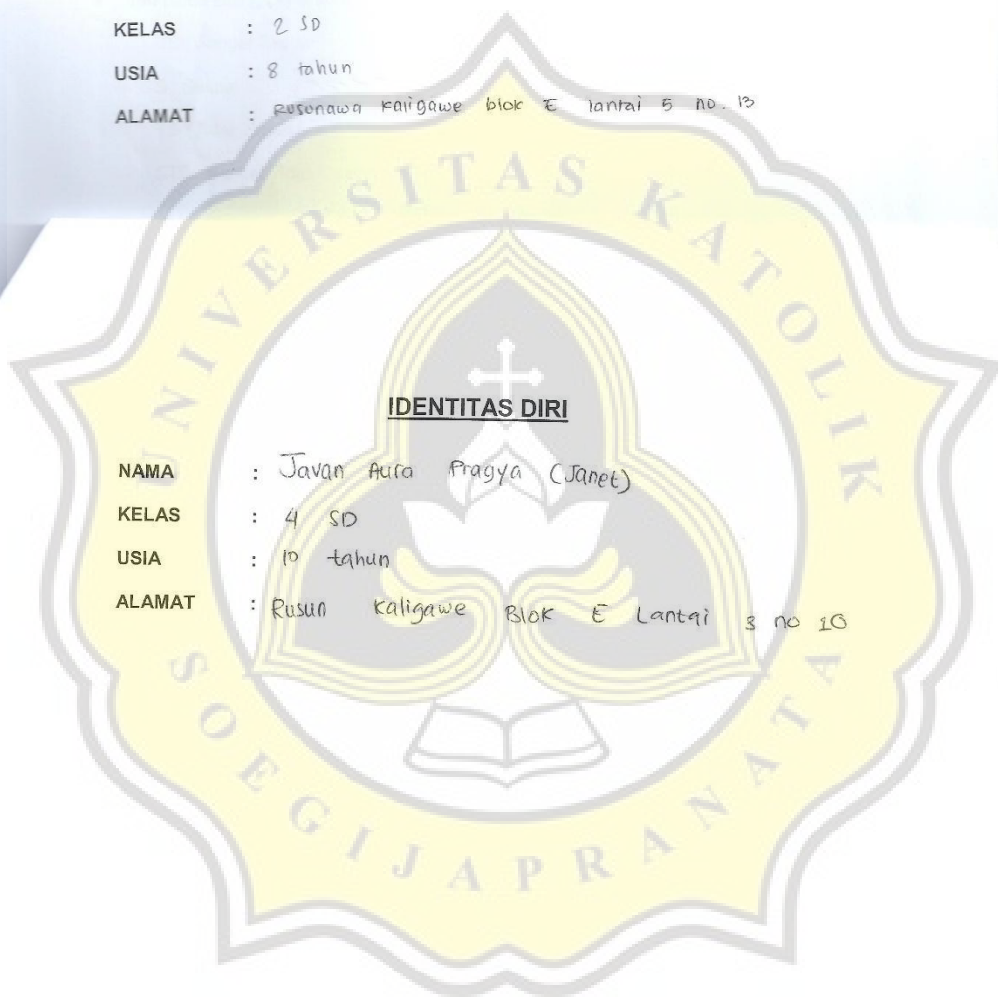 KELAS : 2 SD
USIA : 8 tahun
ALAMAT : Rusunawa Kaligawe blok E lantai 5 no. 13
UNIVERSITAS KATOLIK
IDENTITAS DIRI
NAMA : Javan Aura Pragya (Janet)
KELAS : 4 SD
USIA : 10 tahun
ALAMAT : Rusun Kaligawe Blok E Lantai 3 no 10
SOEGIJAPRANATA